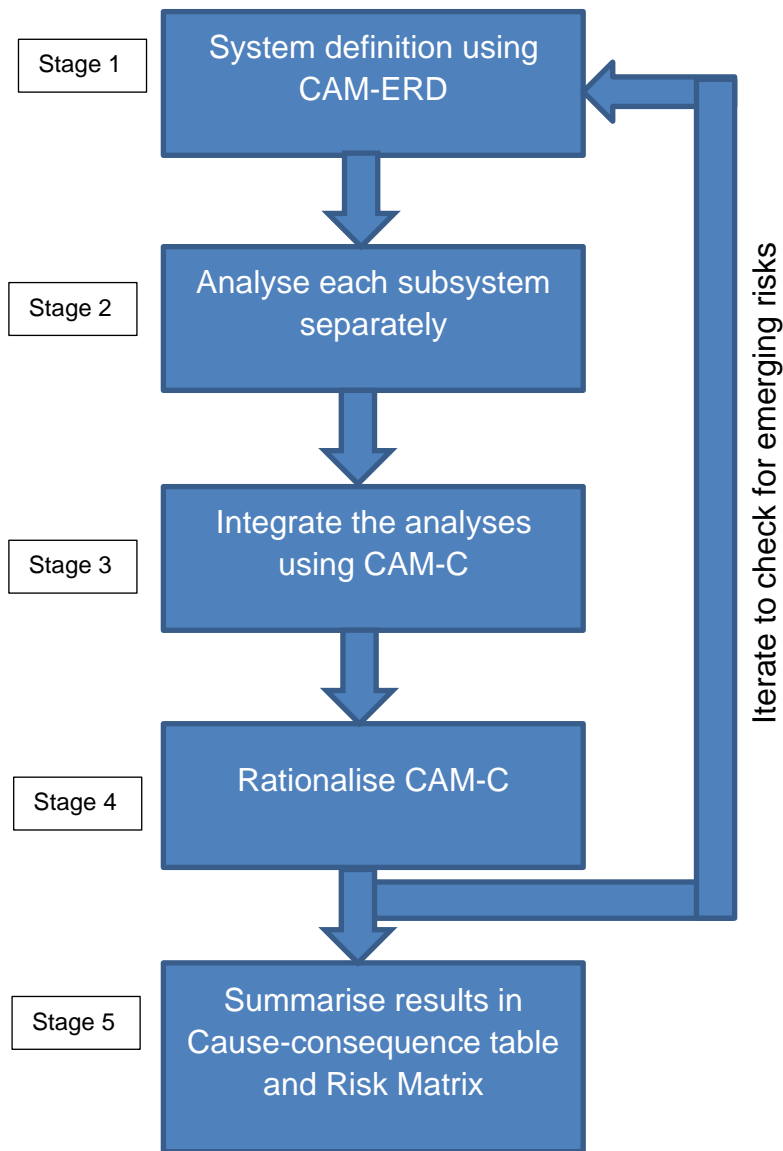 Stage 1
System definition using
CAM-ERD
Stage 2
Analyse each subsystem
separately
Stage 3
Integrate the analyses
using CAM-C
Stage 4
Rationalise CAM-C
Stage 5
Summarise results in
Cause-consequence table
and Risk Matrix
Iterate to check for emerging risks